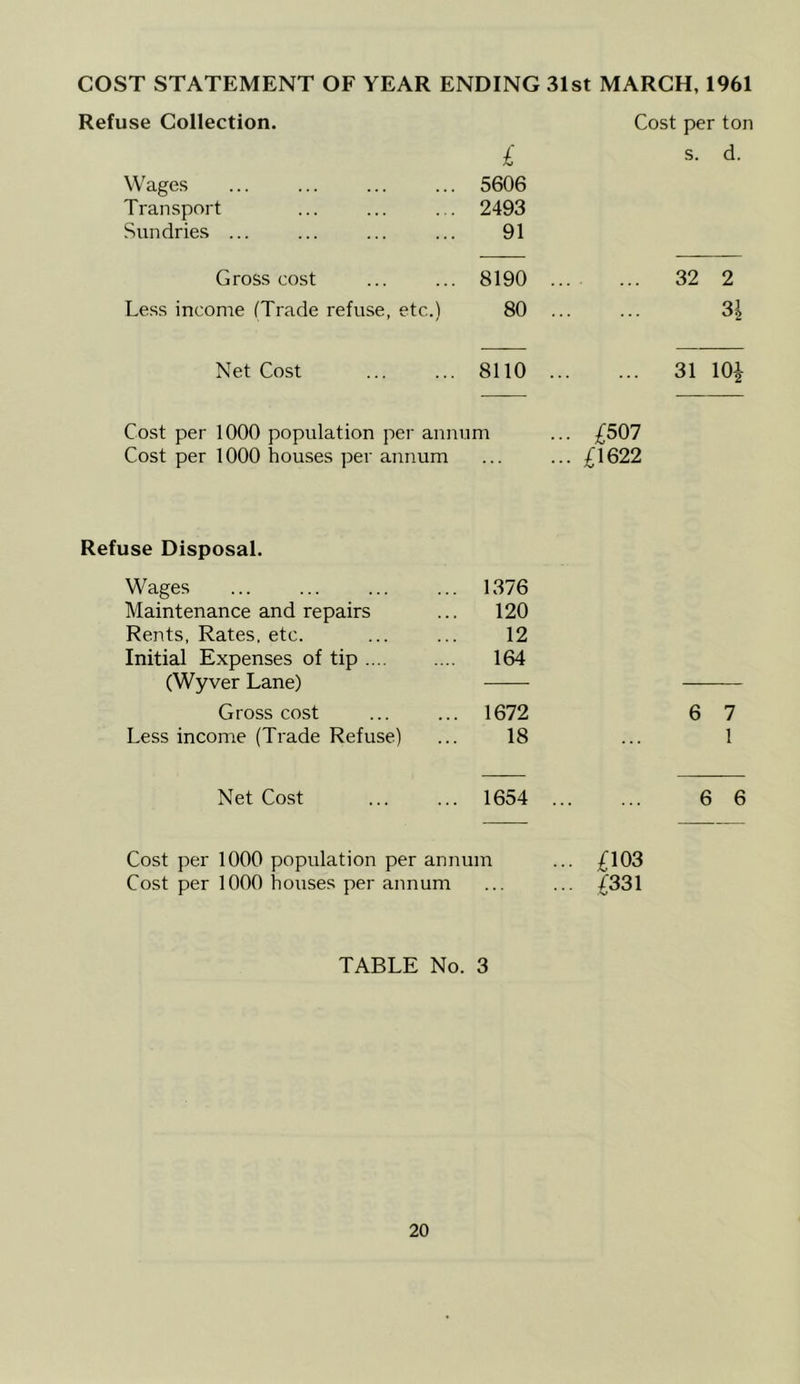 COST STATEMENT OF YEAR ENDING 31st MARCH, 1961
Refuse Collection. Cost per ton
£ s. d.
Wages ... ... ... ... 5606
Transport ... ... ... 2493
Sundries ... ... ... ... 91
Gross cost ... ... 8190 ... ... 32 2
Less income (Trade refuse, etc.) 80 ... ... 3½
Net Cost ... ... 8110 ... ... 31 10½
Cost per 1000 population per annum ... £507
Cost per 1000 houses per annum ... ... £1622
Refuse Disposal.
Wages ... ... ... ... 1376
Maintenance and repairs ... 120
Rents, Rates, etc. ... ... 12
Initial Expenses of tip .... .... 164
(Wyver Lane)
Gross cost ... ... 1672 6 7
Less income (Trade Refuse) ... 18 ... 1
Net Cost ... ... 1654 ... ... 6 6
Cost per 1000 population per annum ... £103
Cost per 1000 houses per annum ... ... £331
TABLE No. 3
20